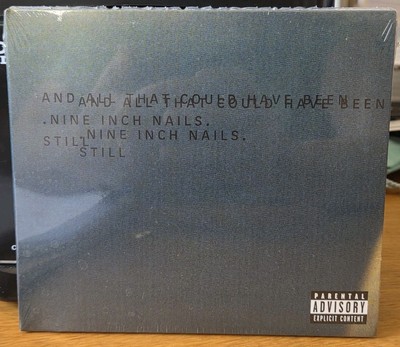 AND ALL THAT COULD HAVE BEEN
AND ALL THAT COULD HAVE BEEN
.NINE INCH NAILS.
.NINE INCH NAILS.
STILL
STILL
PARENTAL
ADVISORY
EXPLICIT CONTENT